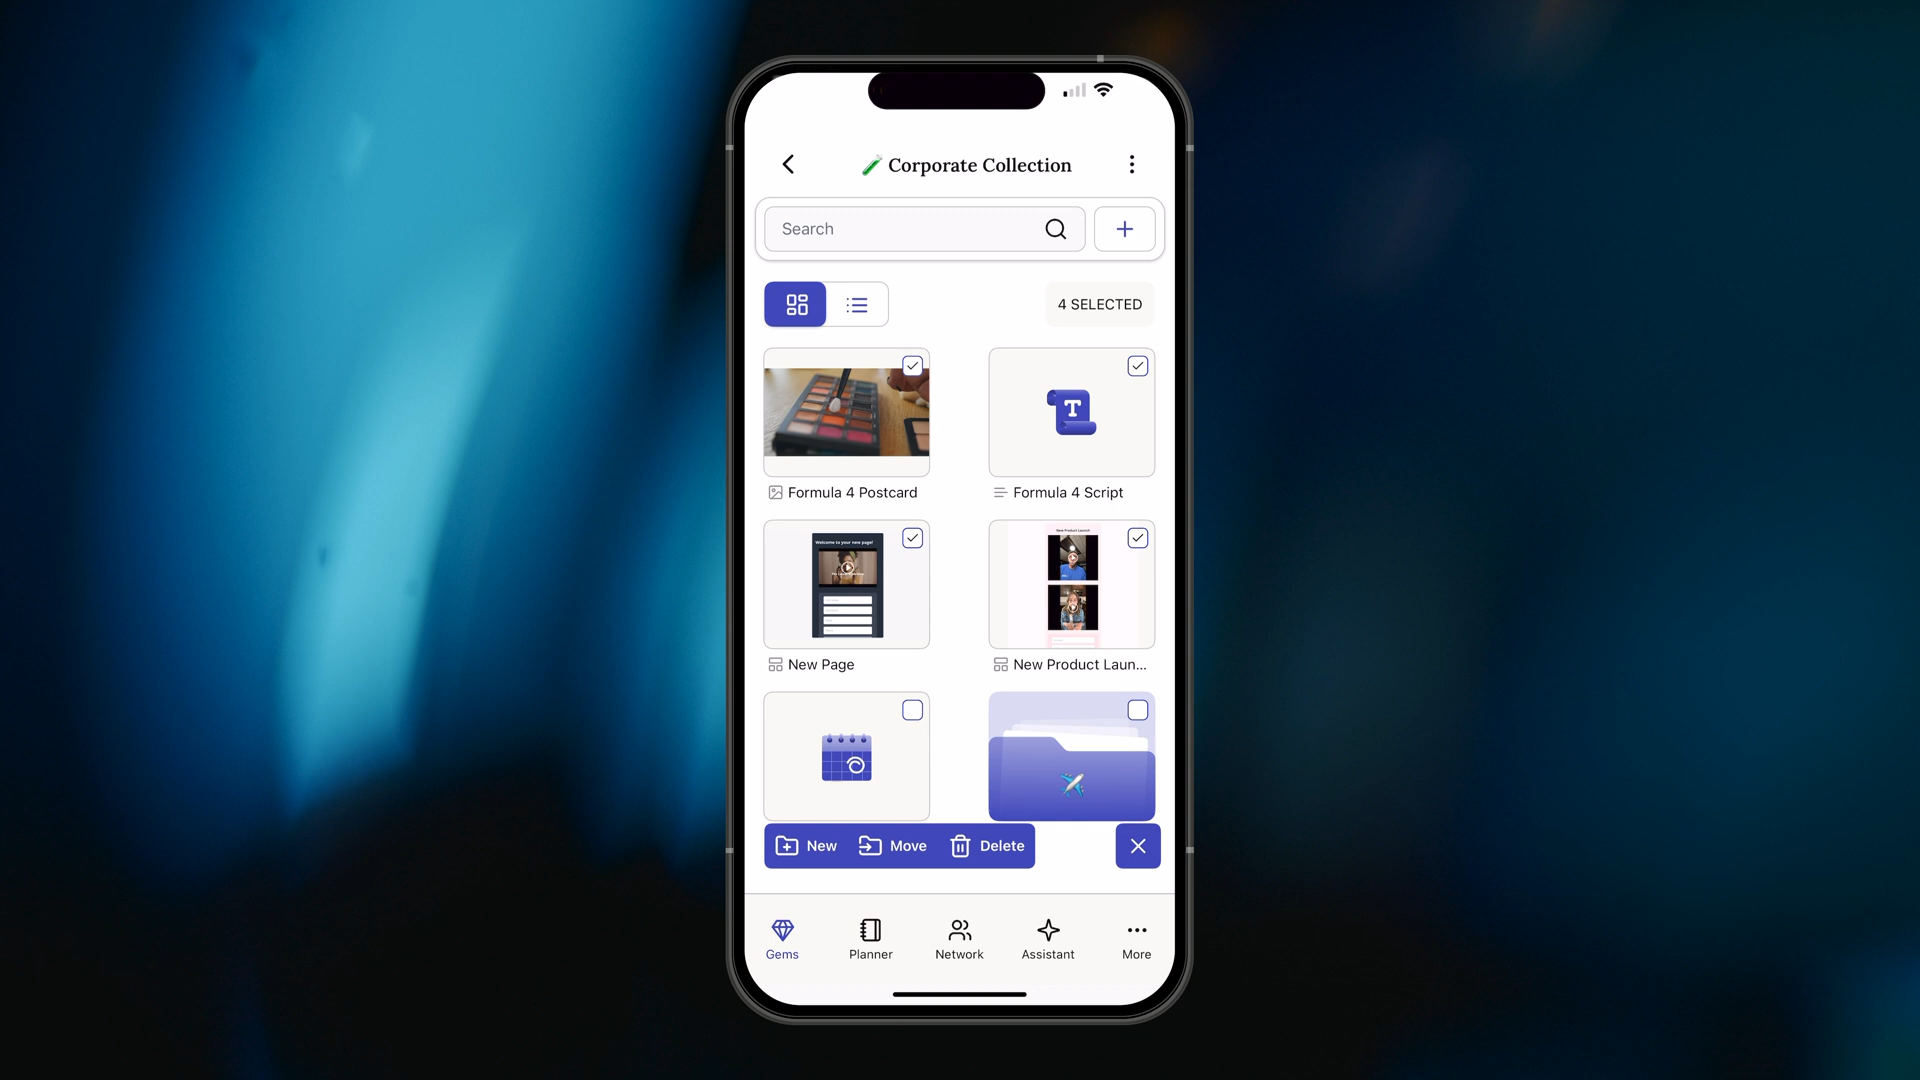 Corporate Collection
Search
4 SELECTED
Formula 4 Postcard
Formula 4 Script
Welcome to your new page!
New Product Launch
New Page
New Product Laun...
New
Move
Delete
Gems
Planner
Network
Assistant
More